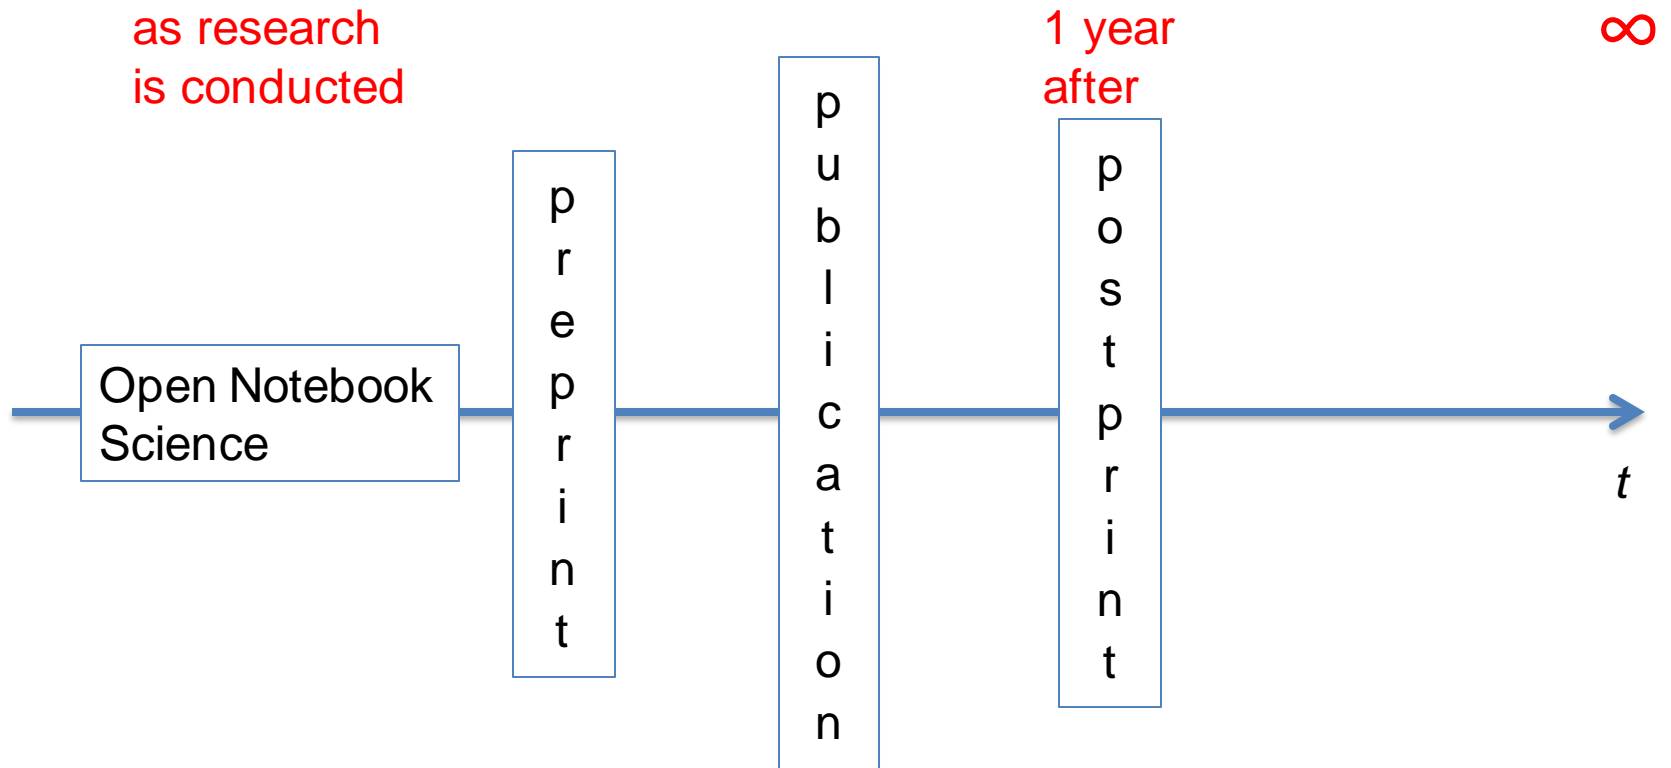 as research
is conducted
1 year
after
∞
Open Notebook
Science
preprint
publication
postprint
t